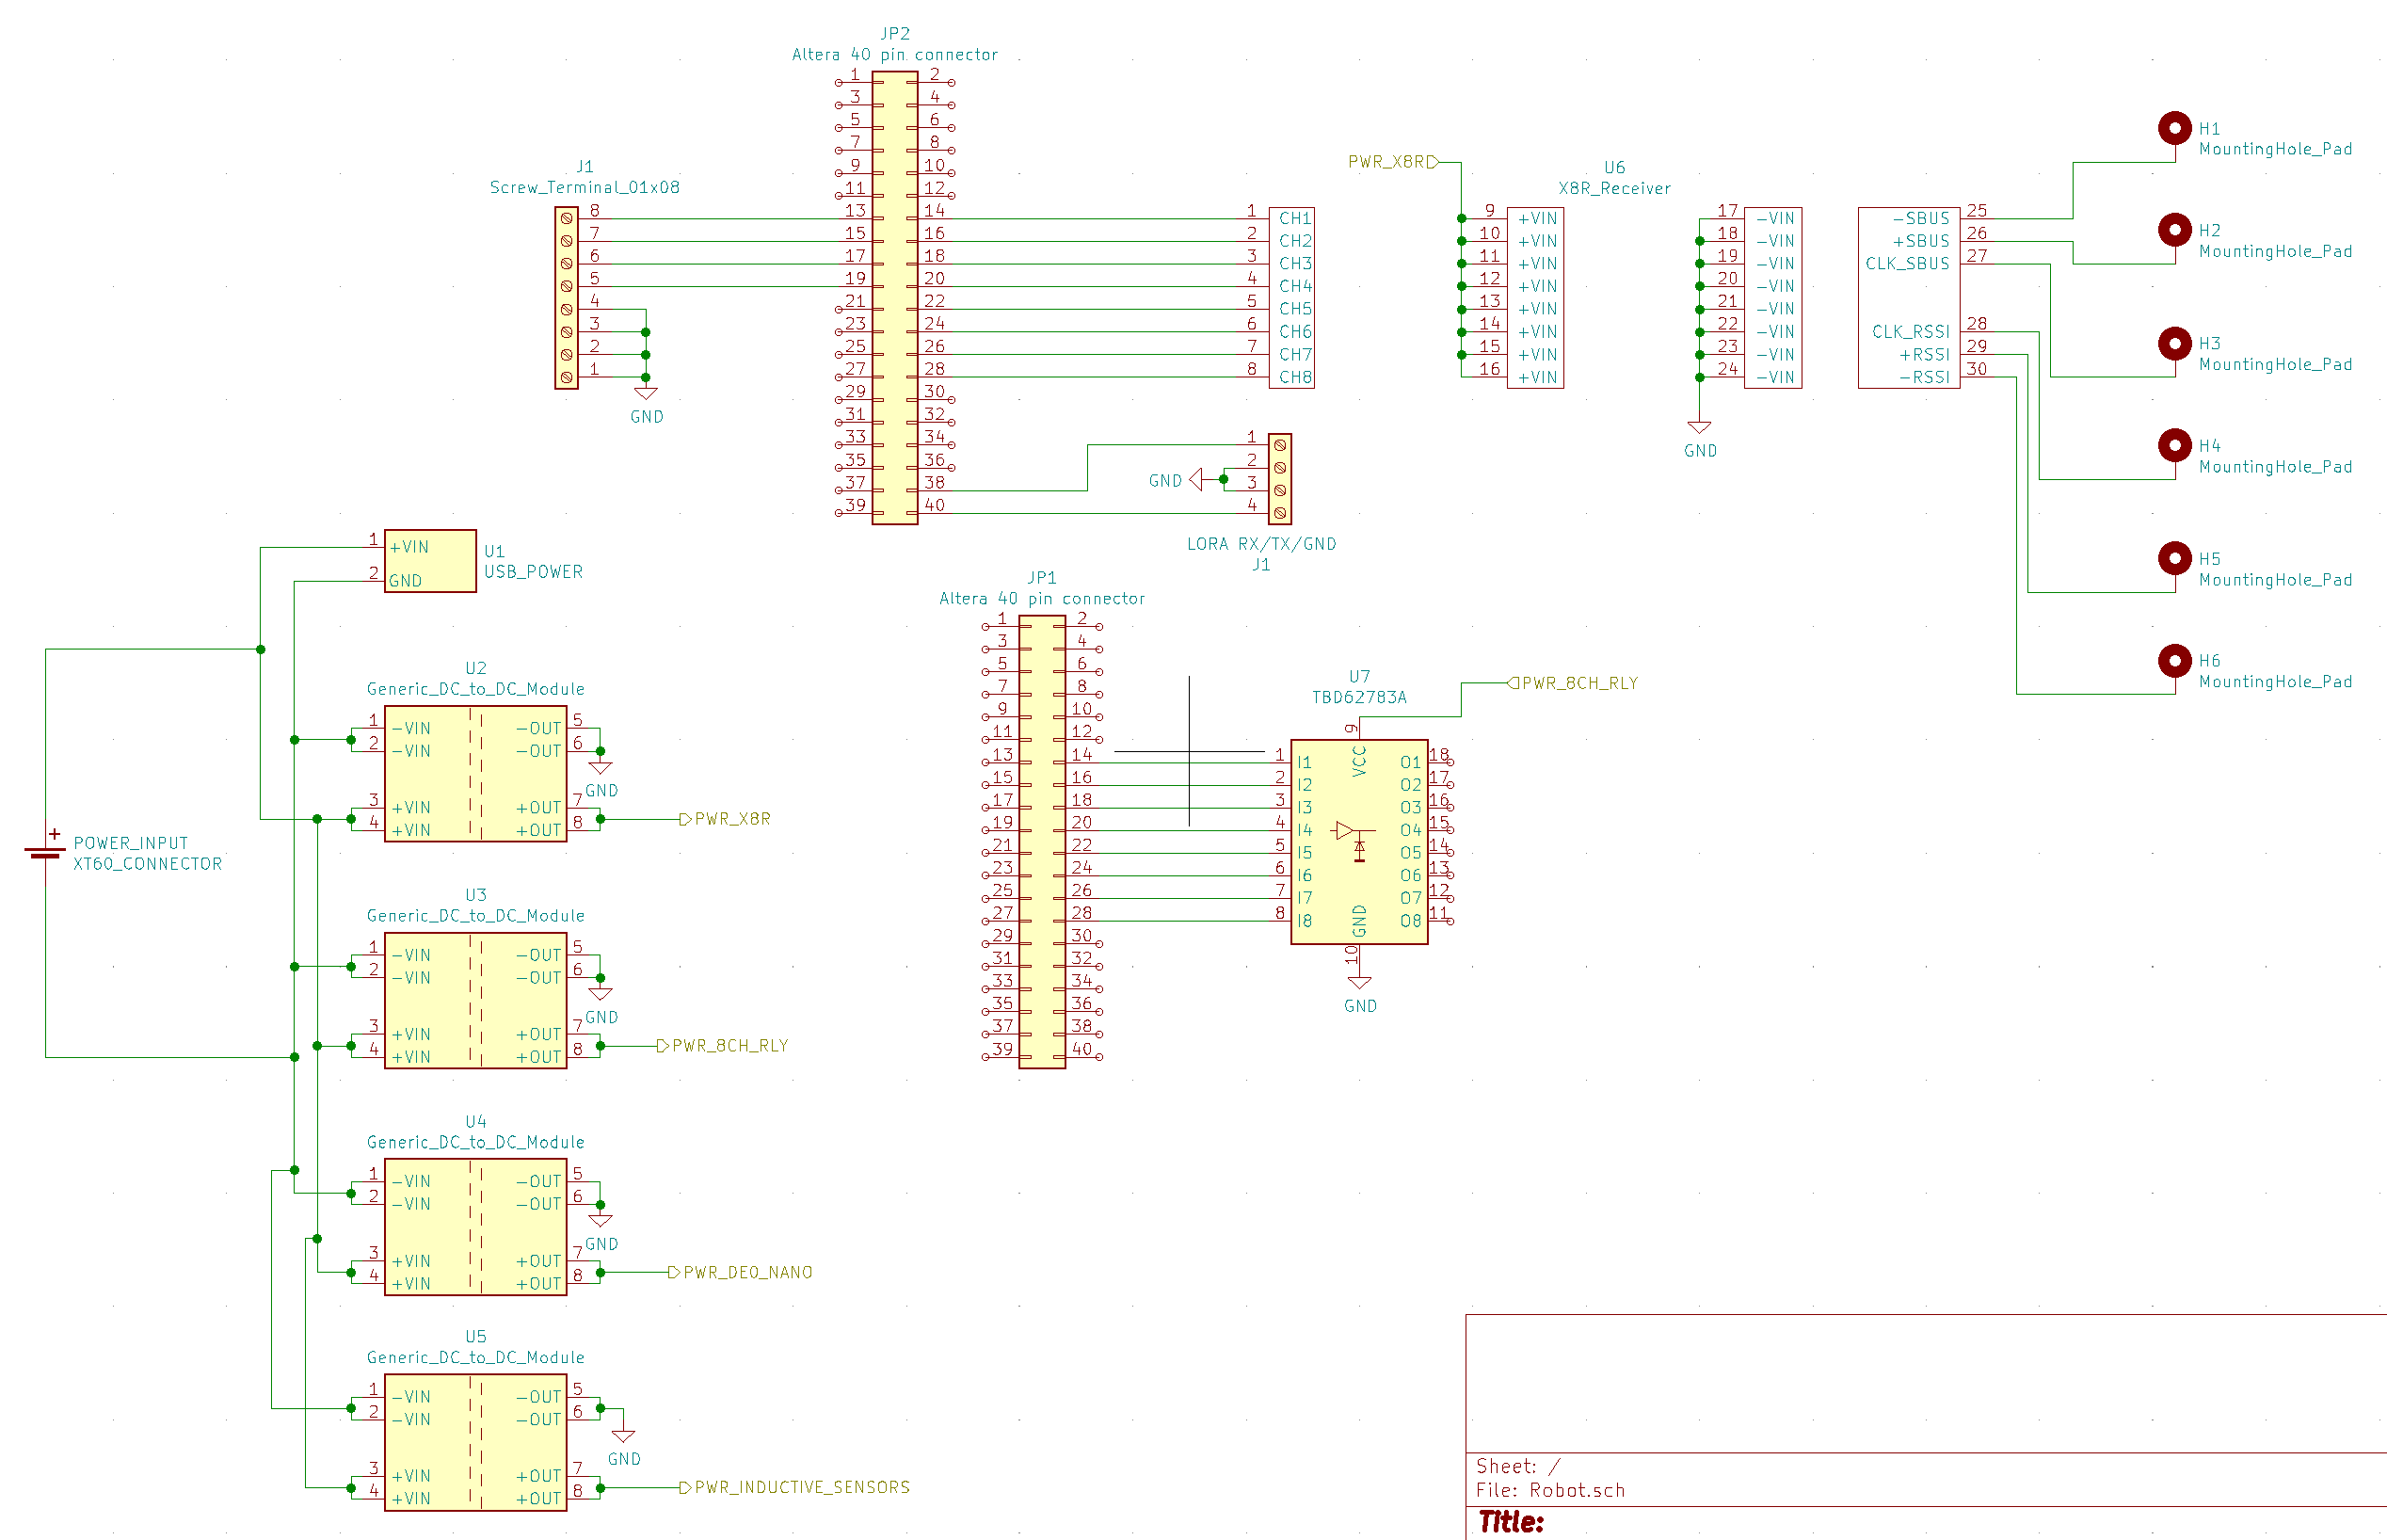 JP2
Altera 40 pin connector
1 2
3 4
5 6
7 8
9 10
11 12
13 14
15 16
17 18
19 20
21 22
23 24
25 26
27 28
29 30
31 32
33 34
35 36
37 38
39 40
J1
Screw_Terminal_01x08
8
7
6
5
4
3
2
1
GND
1 CH1
2 CH2
3 CH3
4 CH4
5 CH5
6 CH6
7 CH7
8 CH8
PWR_X8R
U6
X8R_Receiver
9 +VIN
10 +VIN
11 +VIN
12 +VIN
13 +VIN
14 +VIN
15 +VIN
16 +VIN
17 -VIN
18 -VIN
19 -VIN
20 -VIN
21 -VIN
22 -VIN
23 -VIN
24 -VIN
GND
-SBUS 25
+SBUS 26
CLK_SBUS 27
CLK_RSSI 28
+RSSI 29
-RSSI 30
H1
MountingHole_Pad
H2
MountingHole_Pad
H3
MountingHole_Pad
H4
MountingHole_Pad
H5
MountingHole_Pad
H6
MountingHole_Pad
1
2
3
4
GND
LORA RX/TX/GND
J1
1 +VIN
2 GND
U1
USB_POWER
+
POWER_INPUT
XT60_CONNECTOR
U2
Generic_DC_to_DC_Module
1 -VIN -OUT 5
2 -VIN -OUT 6
3 +VIN +OUT 7
4 +VIN +OUT 8
GND
PWR_X8R
U3
Generic_DC_to_DC_Module
1 -VIN -OUT 5
2 -VIN -OUT 6
3 +VIN +OUT 7
4 +VIN +OUT 8
GND
PWR_8CH_RLY
U4
Generic_DC_to_DC_Module
1 -VIN -OUT 5
2 -VIN -OUT 6
3 +VIN +OUT 7
4 +VIN +OUT 8
GND
PWR_DE0_NANO
U5
Generic_DC_to_DC_Module
1 -VIN -OUT 5
2 -VIN -OUT 6
3 +VIN +OUT 7
4 +VIN +OUT 8
GND
PWR_INDUCTIVE_SENSORS
JP1
Altera 40 pin connector
1 2
3 4
5 6
7 8
9 10
11 12
13 14
15 16
17 18
19 20
21 22
23 24
25 26
27 28
29 30
31 32
33 34
35 36
37 38
39 40
U7
TBD62783A
PWR_8CH_RLY
9 VCC
1 I1 O1 18
2 I2 O2 17
3 I3 O3 16
4 I4 O4 15
5 I5 O5 14
6 I6 O6 13
7 I7 O7 12
8 I8 O8 11
GND 10
GND
Sheet: /
File: Robot.sch
Title: